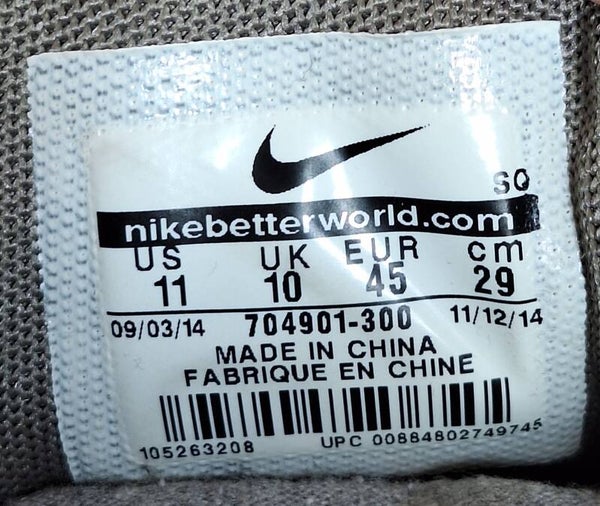 SQ
nikebetterworld.com
US UK EUR cm
11 10 45 29
09/03/14 704901-300 11/12/14
MADE IN CHINA
FABRIQUE EN CHINE
105263208 UPC 00884802749745